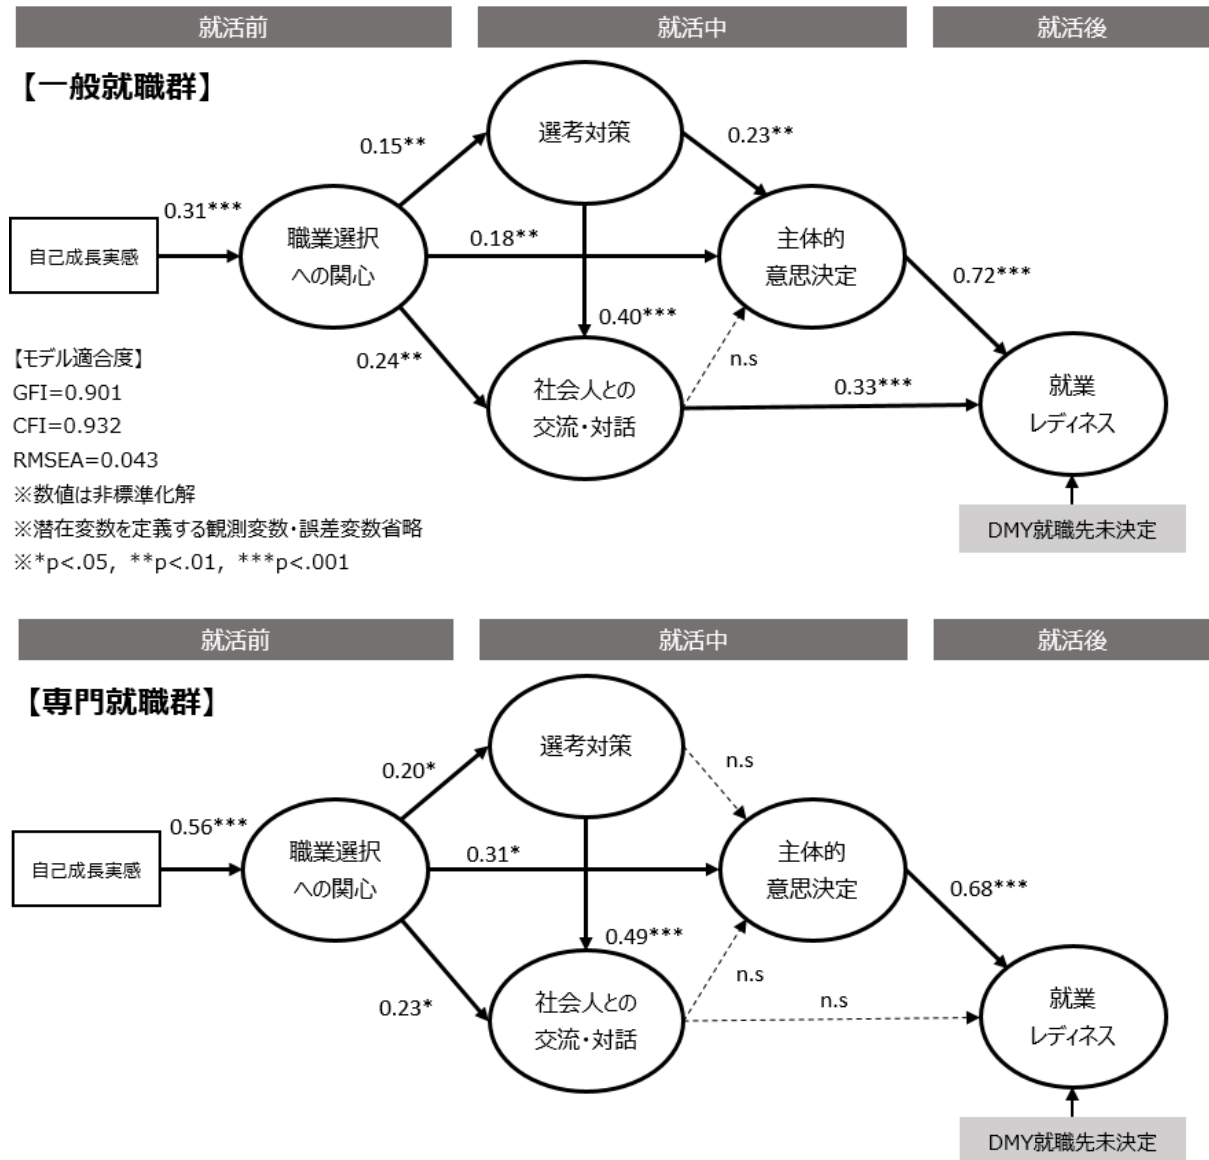 就活前
就活中
就活後
【一般就職群】
選考対策
0.15**
0.23**
0.31***
自己成長実感
職業選択
への関心
0.18**
主体的
意思決定
0.72***
0.40***
0.24**
n.s
0.33***
社会人との
交流・対話
就業
レディネス
【モデル適合度】
GFI=0.901
CFI=0.932
RMSEA=0.043
※数値は非標準化解
※潜在変数を定義する観測変数・誤差変数省略
※*p<.05, **p<.01, ***p<.001
DMY就職先未決定
就活前
就活中
就活後
【専門就職群】
選考対策
0.20*
n.s
0.56***
自己成長実感
職業選択
への関心
0.31*
主体的
意思決定
0.68***
0.49***
0.23*
n.s
n.s
社会人との
交流・対話
就業
レディネス
DMY就職先未決定